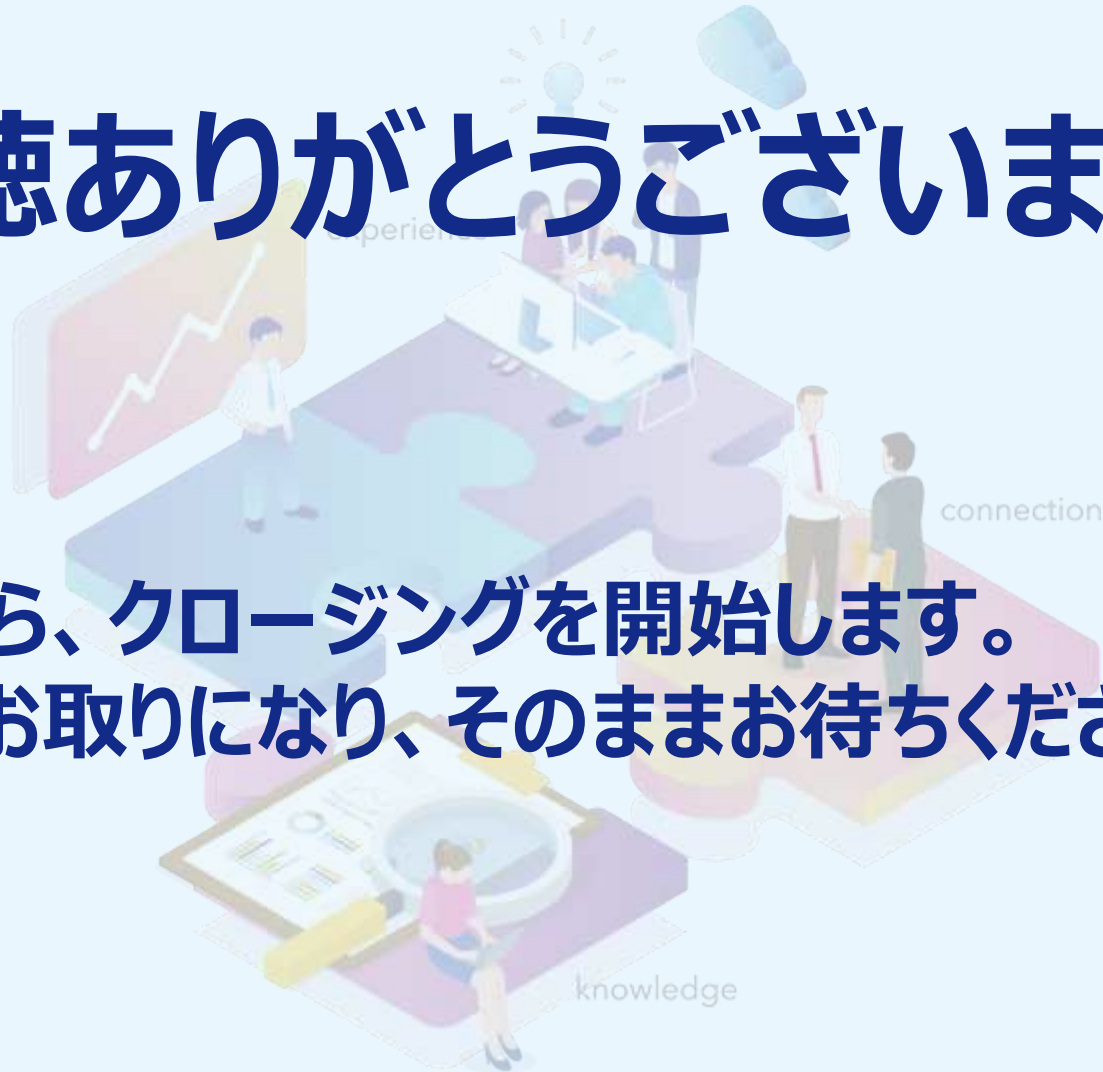 聴ありがとうございま
experience
connection
ら、クロージングを開始します。
お取りになり、そのままお待ちくださ
knowledge